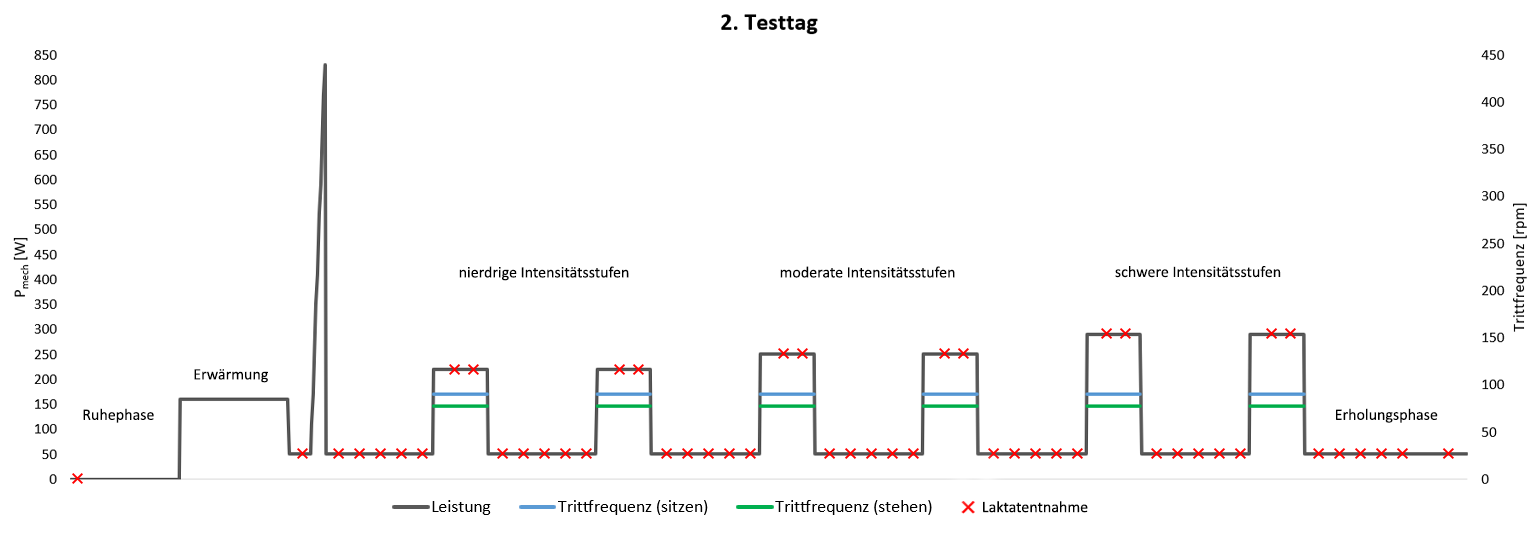 2. Testtag
850
800
750
700
650
600
550
500
450
400
350
300
250
200
150
100
50
0
P mech [W]
450
400
350
300
250
200
150
100
50
0
Trittfrequenz [rpm]
nierdrige Intensitätsstufen
moderate Intensitätsstufen
schwere Intensitätsstufen
Erwärmung
Ruhephase
Erholungsphase
Leistung
Trittfrequenz (sitzen)
Trittfrequenz (stehen)
Laktatentnahme